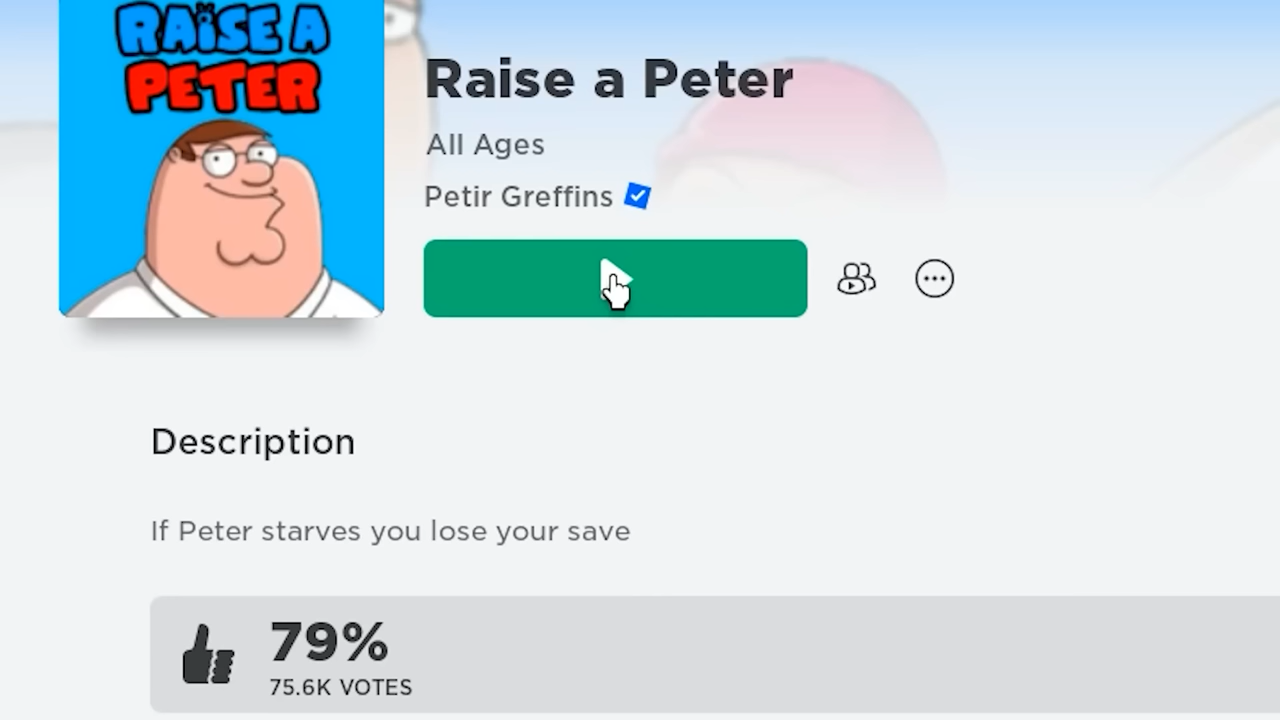 RAISE A
PETER
Raise a Peter
All Ages
Petir Greffins
Description
If Peter starves you lose your save
79%
75.6K VOTES